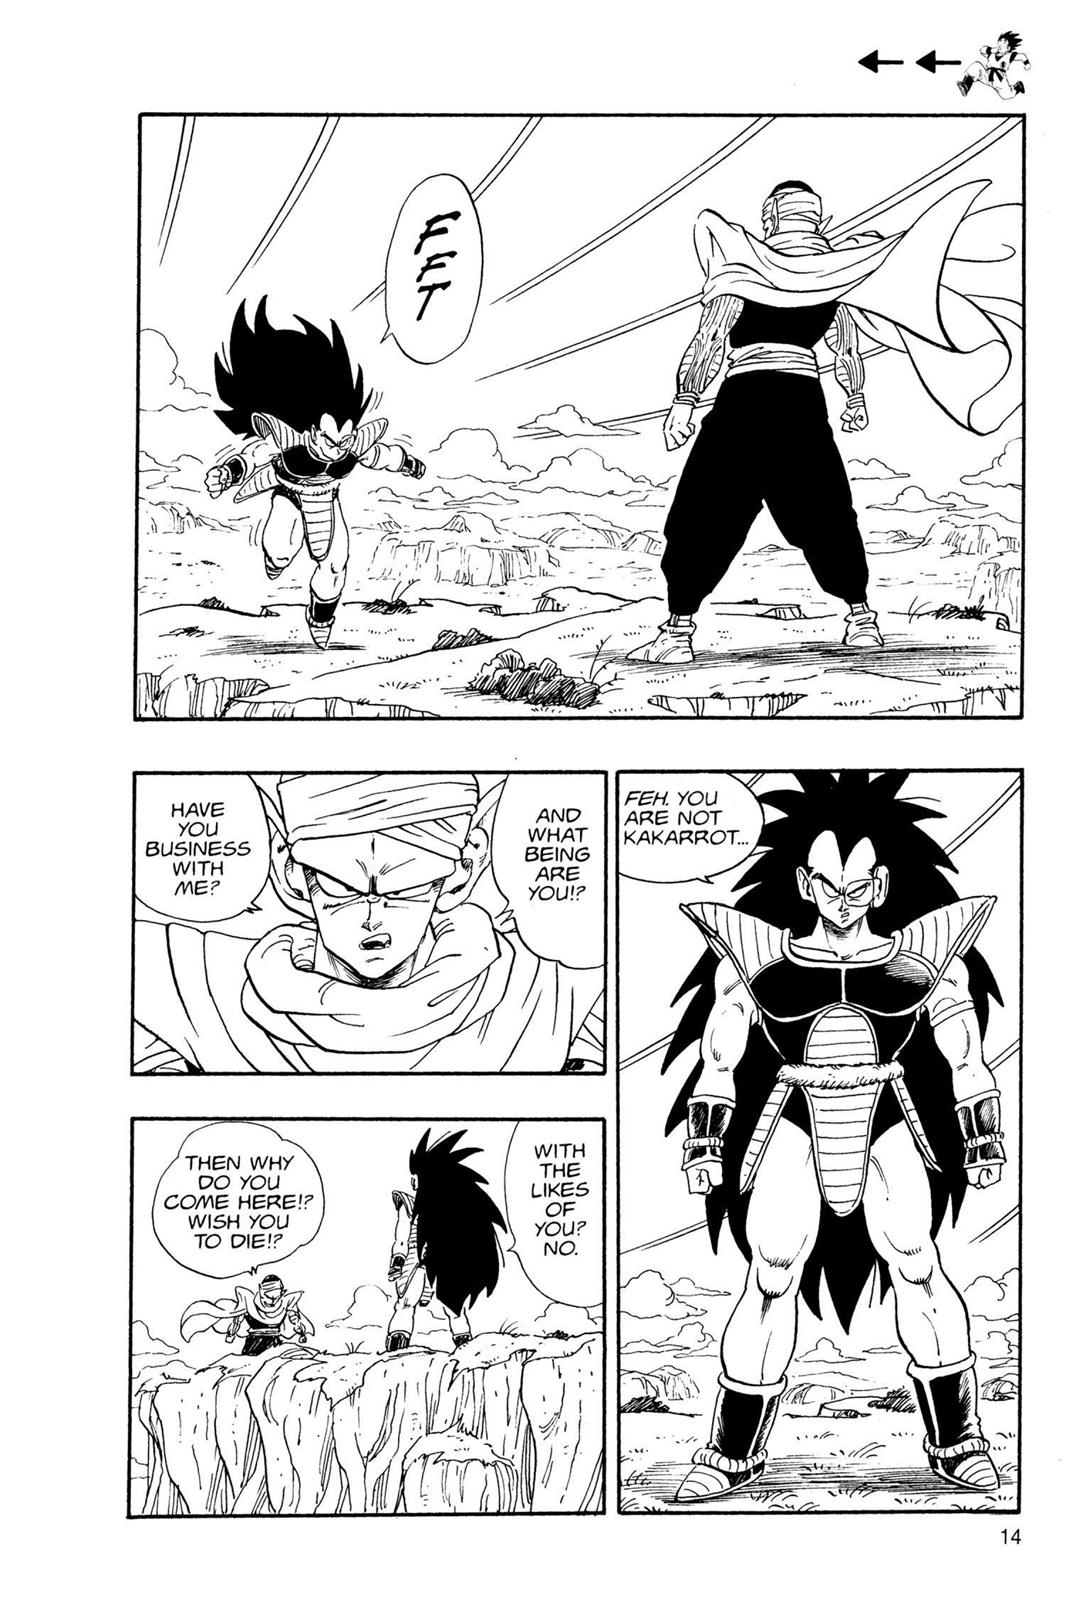 FFT
FEH. YOU
ARE NOT
KAKARROT...
AND
WHAT
BEING
ARE
YOU!?
HAVE
YOU
BUSINESS
WITH
ME?
WITH
THE
LIKES
OF
YOU?
NO.
THEN WHY
DO YOU
COME HERE!?
WISH YOU
TO DIE!?
14